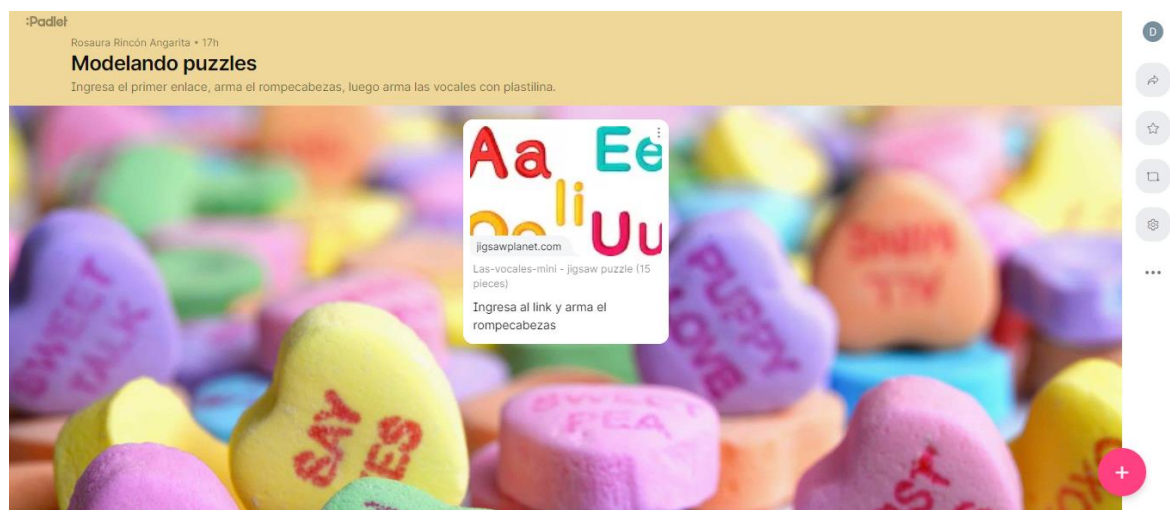 :Padlet
Rosaura Rincón Angarita • 17h
Modelando puzzles
Ingresa el primer enlace, arma el rompecabezas, luego arma las vocales con plastilina.
D
Aa Ee
Ii
Uu
jigsawplanet.com
Las-vocales-mini - jigsaw puzzle (15
pieces)
Ingresa al link y arma el
rompecabezas
SWEET
TALK
PUPPY
LOVE
SWIM
SAY
YES
SWEET
PEA